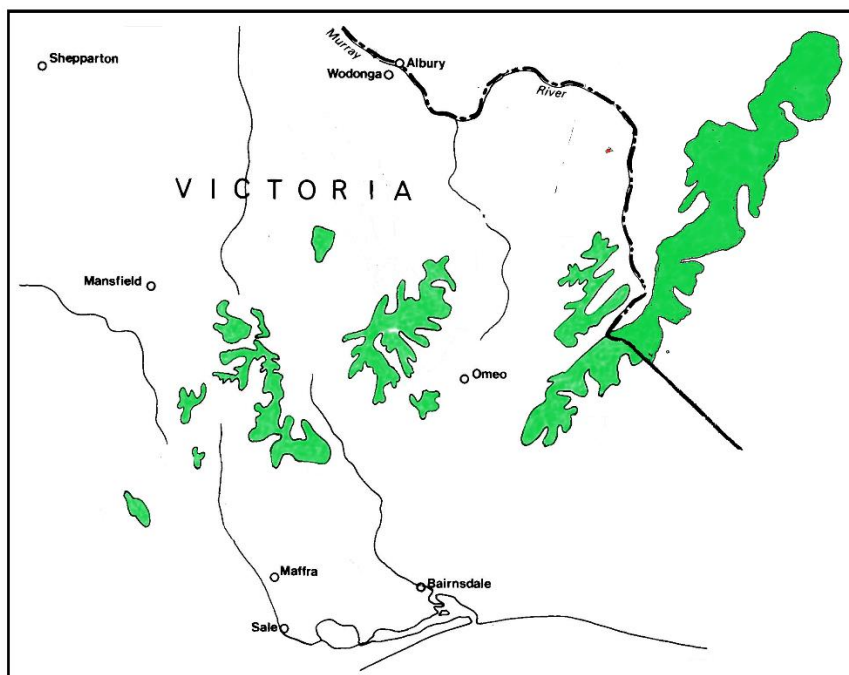 Murray
Albury
Shepparton
Wodonga
River
VICTORIA
Mansfield
Omeo
Maffra
Bairnsdale
Sale